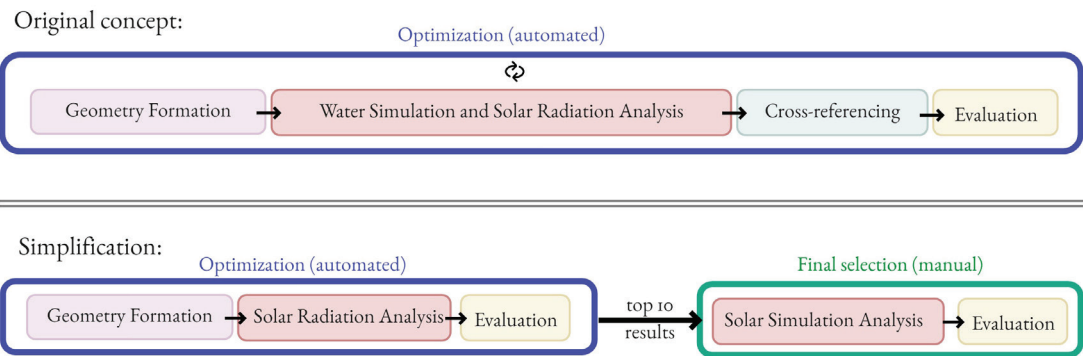 Original concept:
Optimization (automated)
Geometry Formation
Water Simulation and Solar Radiation Analysis
Cross-referencing
Evaluation
Simplification:
Optimization (automated)
Final selection (manual)
Geometry Formation
Solar Radiation Analysis
Evaluation
top 10
results
Solar Simulation Analysis
Evaluation